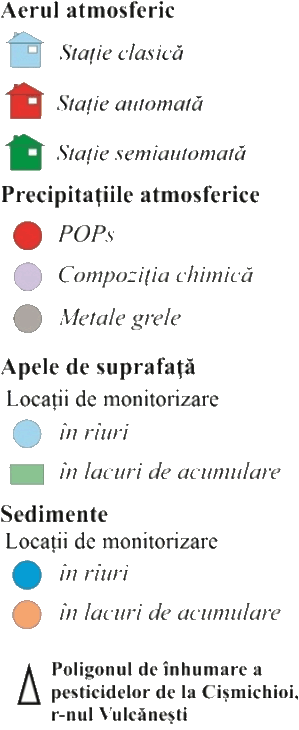 Aerul atmosferic
Stație clasică
Stație automată
Stație semiautomată
Precipitațiile atmosferice
POPs
Compoziția chimică
Metale grele
Apele de suprafață
Locații de monitorizare
în rîuri
în lacuri de acumulare
Sedimente
Locații de monitorizare
în rîuri
în lacuri de acumulare
Poligonul de înhumare a
pesticidelor de la Cișmichioi,
r-nul Vulcănești